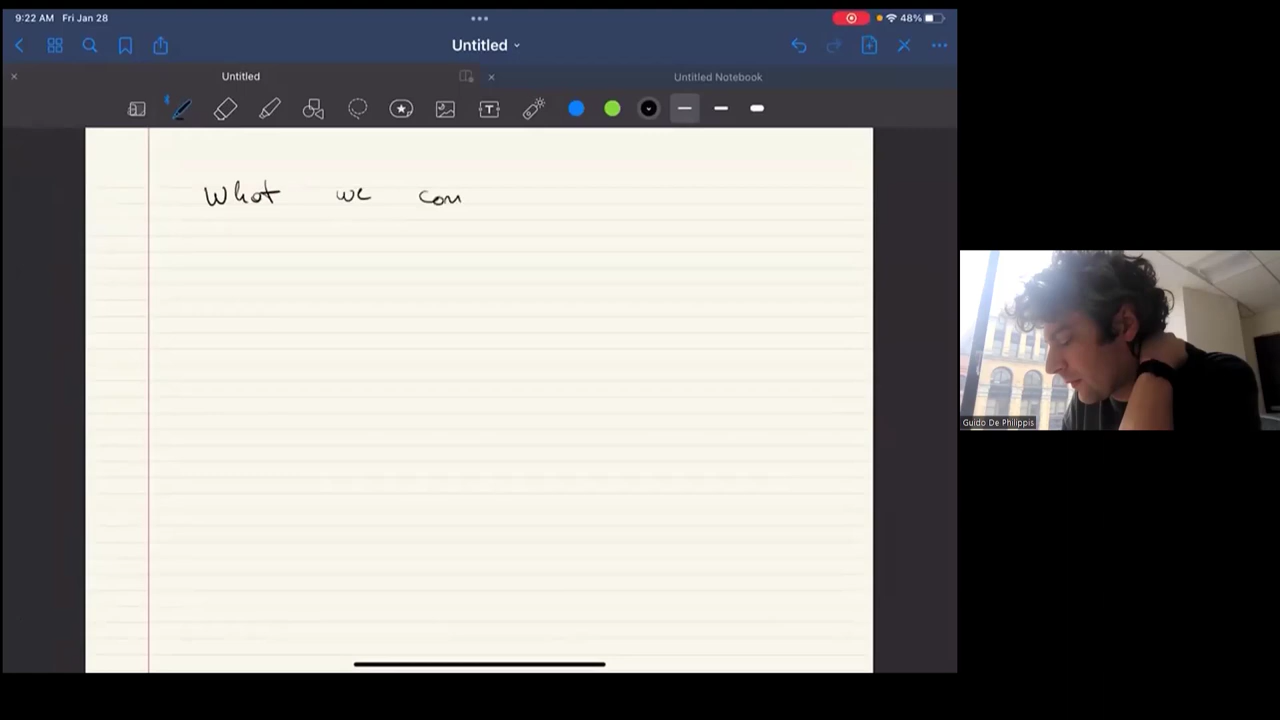 9:22 AM Fri Jan 28
48%
Untitled
Untitled
Untitled Notebook
T
What we can
Guido De Philippis